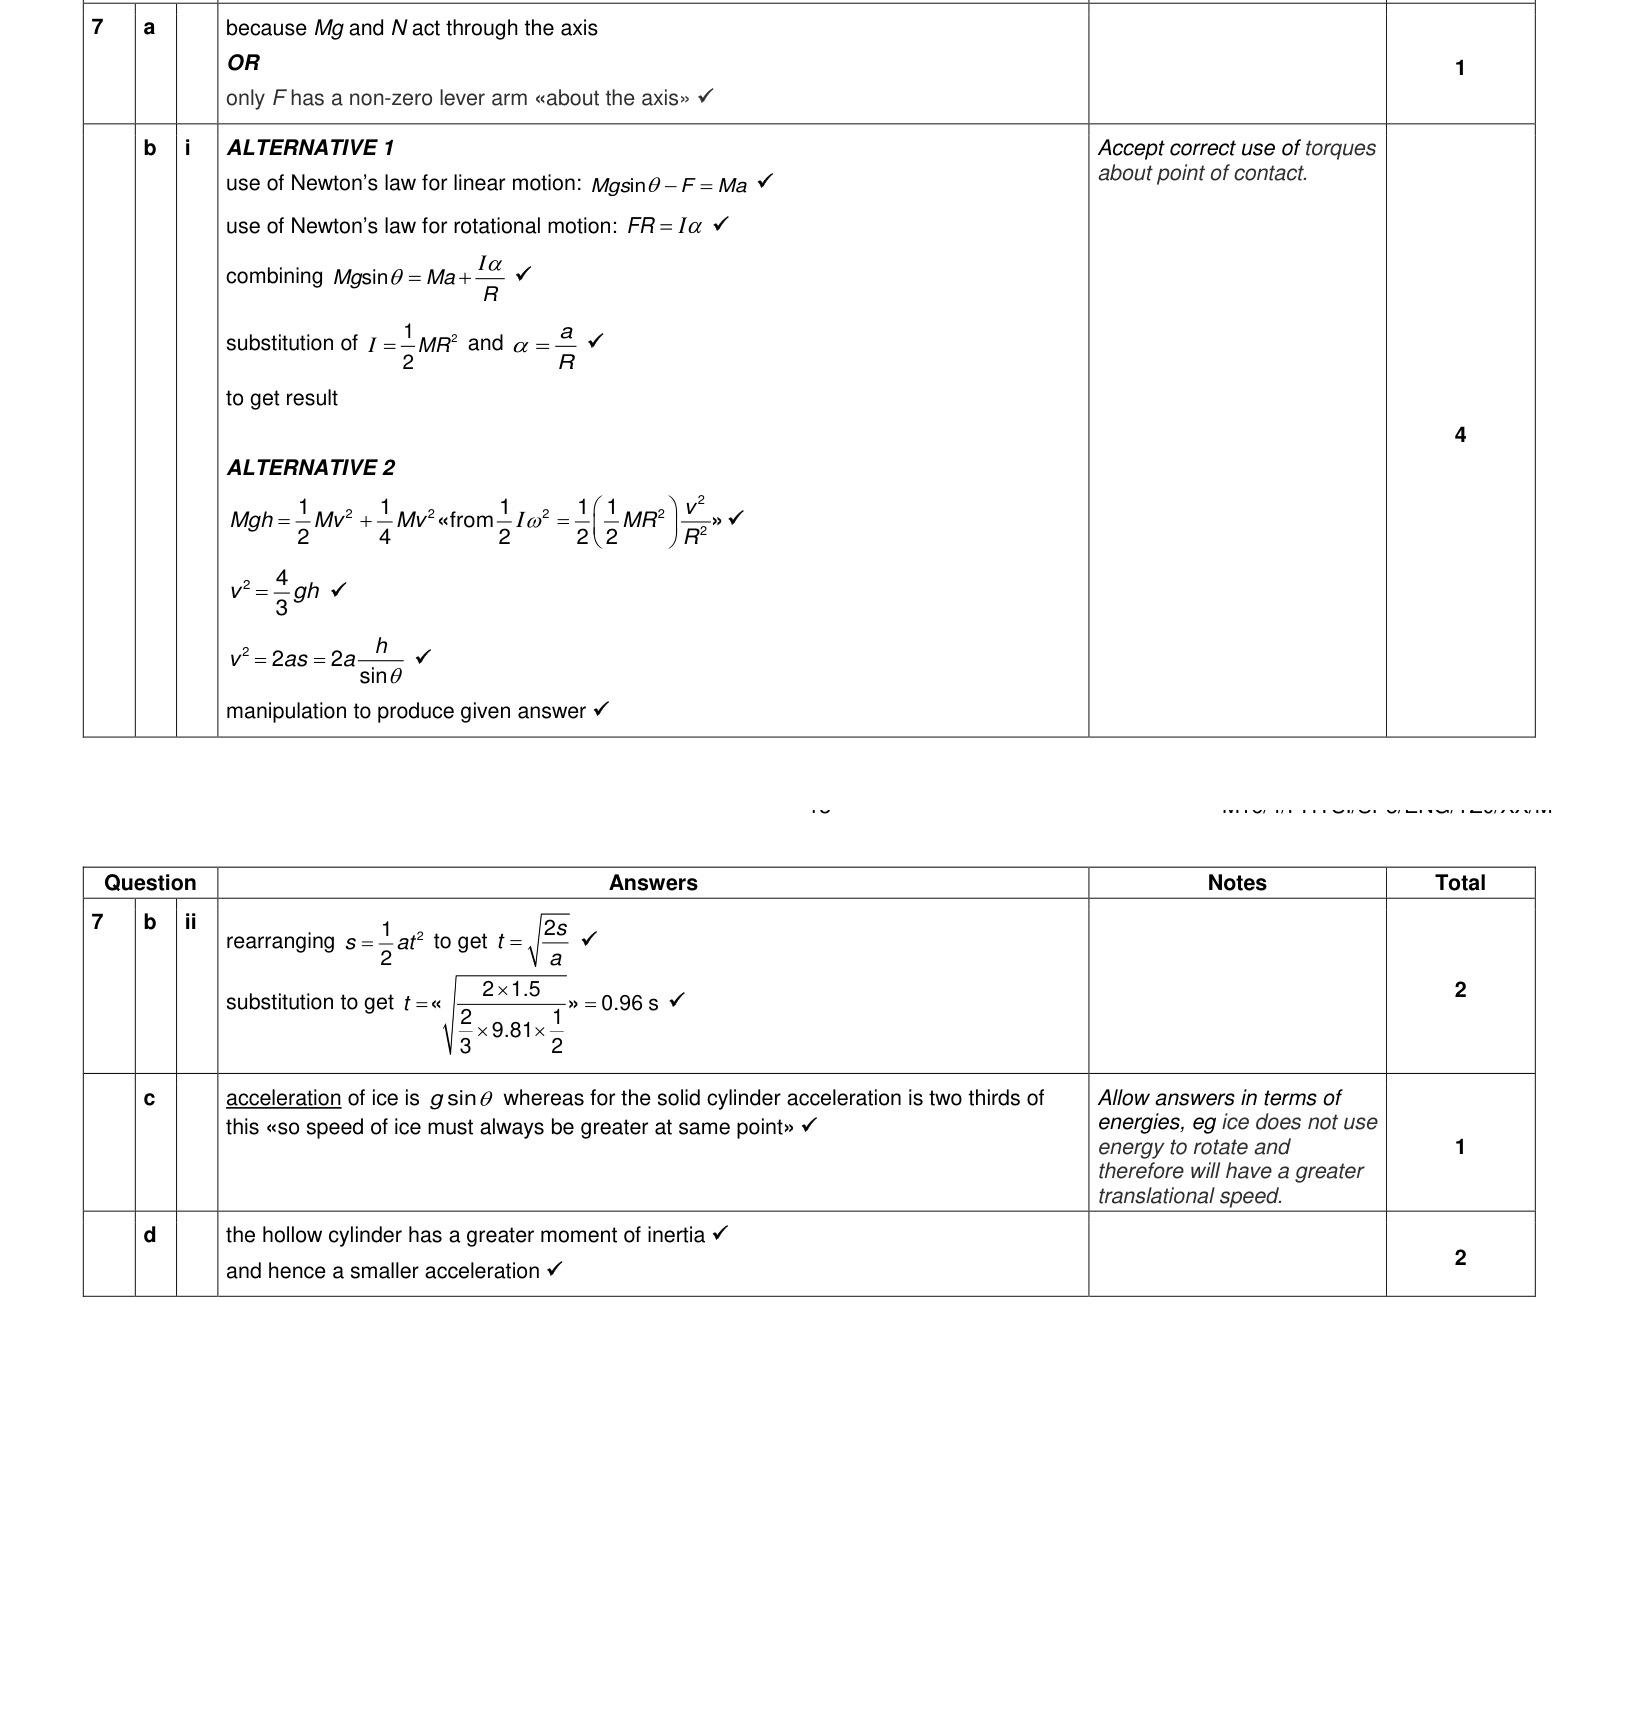 7 a because Mg and N act through the axis
OR
only F has a non-zero lever arm «about the axis» ✓
1
b i ALTERNATIVE 1
use of Newton's law for linear motion: Mgsinθ − F = Ma ✓
use of Newton's law for rotational motion: FR = Iα ✓
combining Mgsinθ = Ma + Iα/R ✓
substitution of I = 1/2 MR² and α = a/R ✓
to get result
ALTERNATIVE 2
Mgh = 1/2 Mv² + 1/4 Mv² «from 1/2 Iω² = 1/2 (1/2 MR²) v²/R²» ✓
v² = 4/3 gh ✓
v² = 2as = 2a h/sinθ ✓
manipulation to produce given answer ✓
Accept correct use of torques
about point of contact.
4
Question Answers Notes Total
7 b ii rearranging s = 1/2 at² to get t = √(2s/a) ✓
substitution to get t = «√((2×1.5)/(2/3 × 9.81 × 1/2))» = 0.96 s ✓
2
c acceleration of ice is g sinθ whereas for the solid cylinder acceleration is two thirds of
this «so speed of ice must always be greater at same point» ✓
Allow answers in terms of
energies, eg ice does not use
energy to rotate and
therefore will have a greater
translational speed.
1
d the hollow cylinder has a greater moment of inertia ✓
and hence a smaller acceleration ✓
2